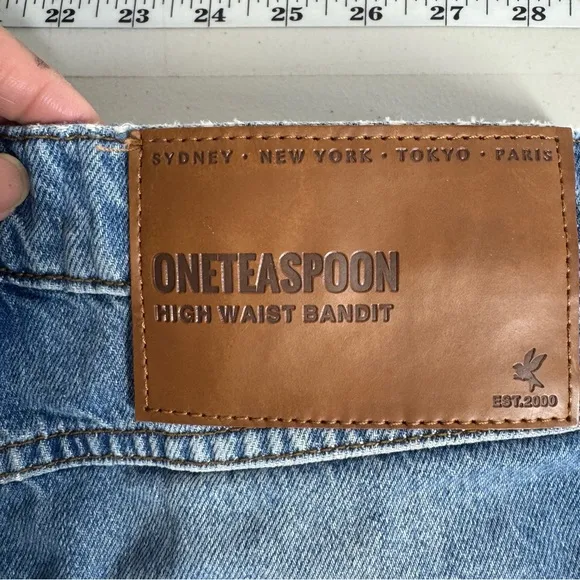 22 23 24 25 26 27 28
SYDNEY · NEW YORK · TOKYO · PARIS
ONETEASPOON
HIGH WAIST BANDIT
EST.2000